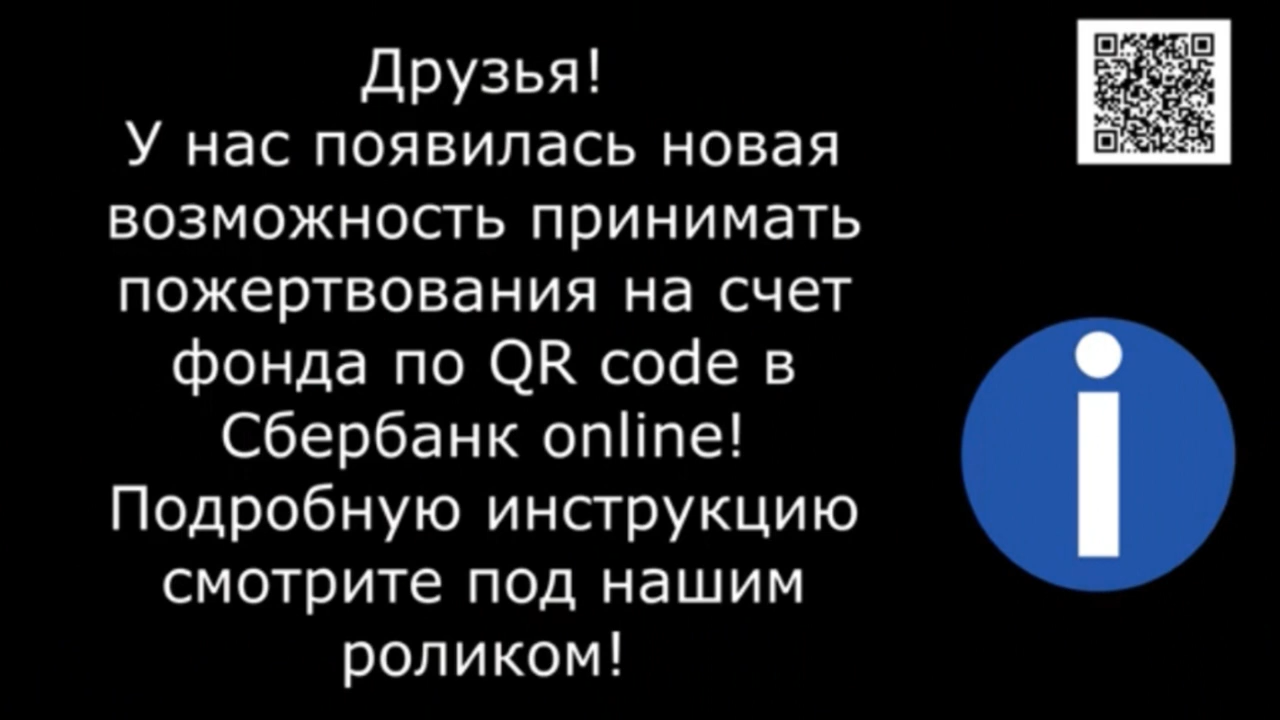 Друзья!
У нас появилась новая
возможность принимать
пожертвования на счет
фонда по QR code в
Сбербанк online!
Подробную инструкцию
смотрите под нашим
роликом!
i